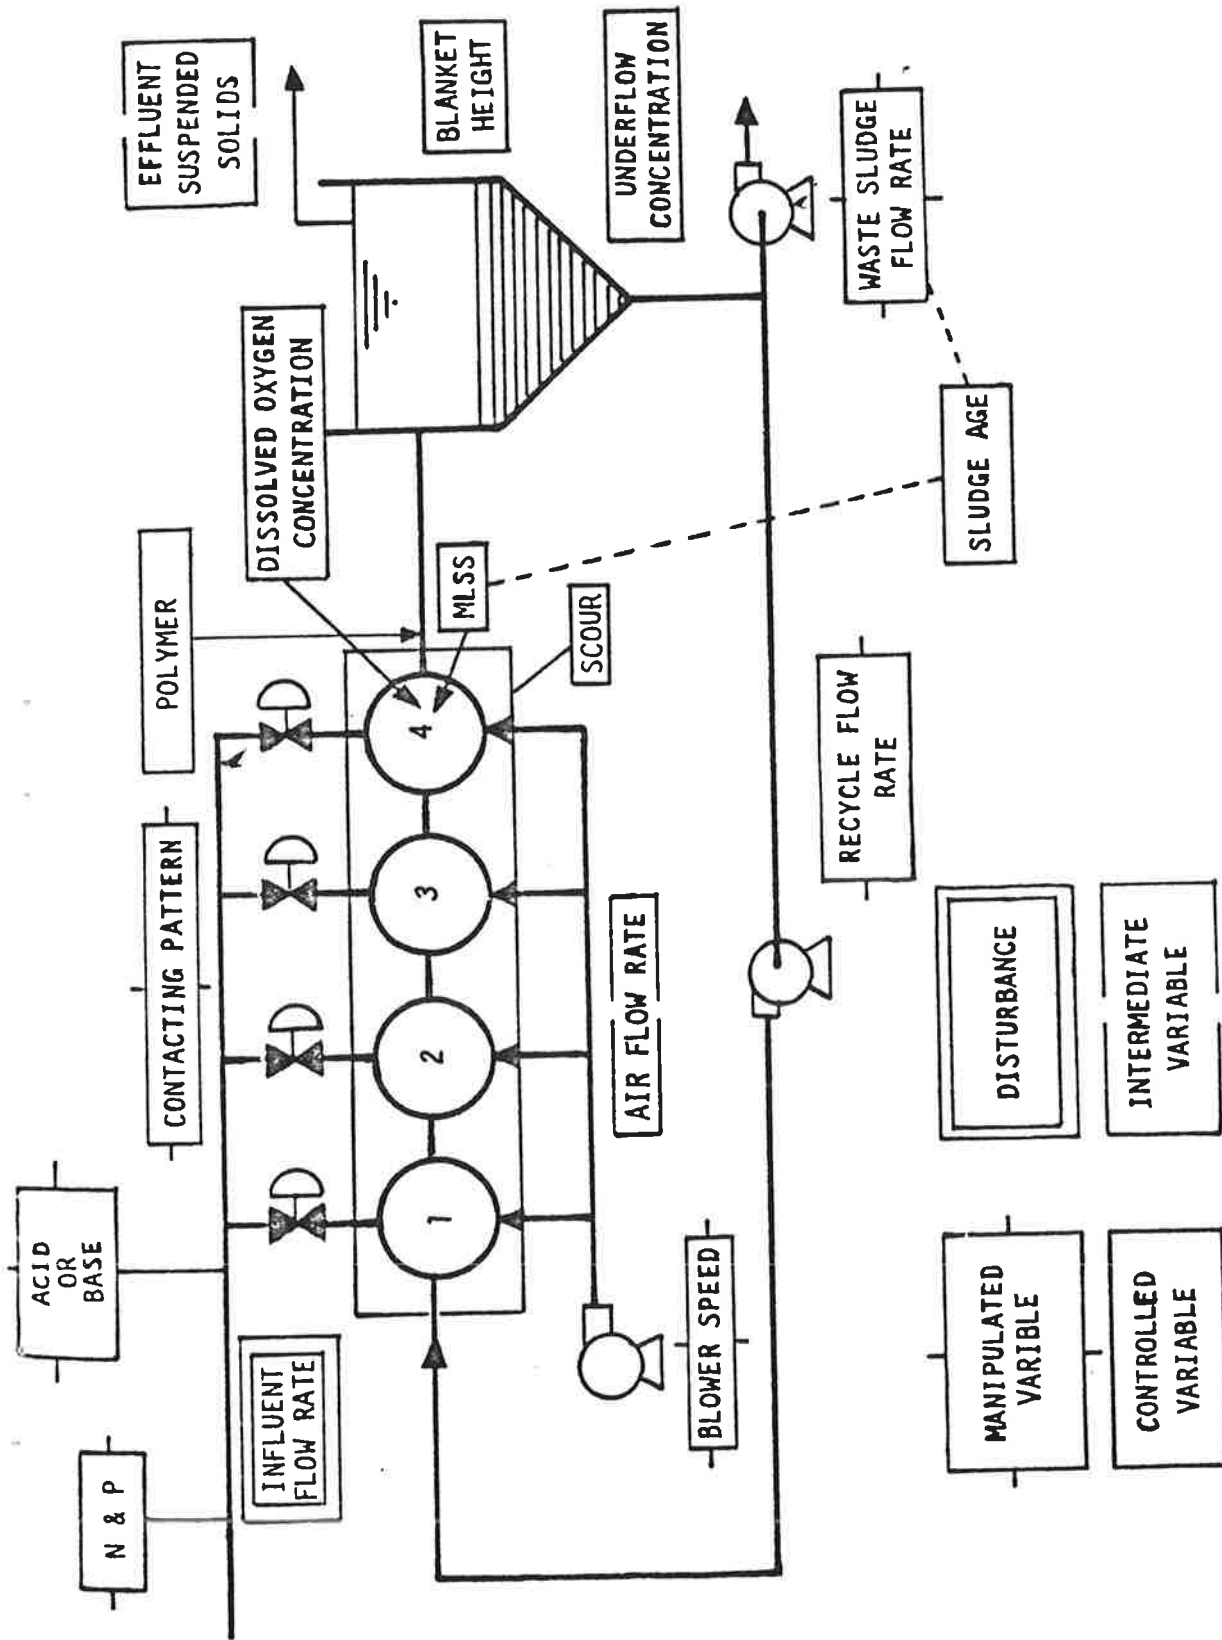 N & P
ACID
OR
BASE
INFLUENT
FLOW RATE
CONTACTING PATTERN
POLYMER
DISSOLVED OXYGEN
CONCENTRATION
EFFLUENT
SUSPENDED
SOLIDS
1
2
3
4
MLSS
SCOUR
BLANKET
HEIGHT
BLOWER SPEED
AIR FLOW RATE
UNDERFLOW
CONCENTRATION
RECYCLE FLOW
RATE
SLUDGE AGE
WASTE SLUDGE
FLOW RATE
MANIPULATED
VARIBLE
DISTURBANCE
CONTROLLED
VARIABLE
INTERMEDIATE
VARIABLE